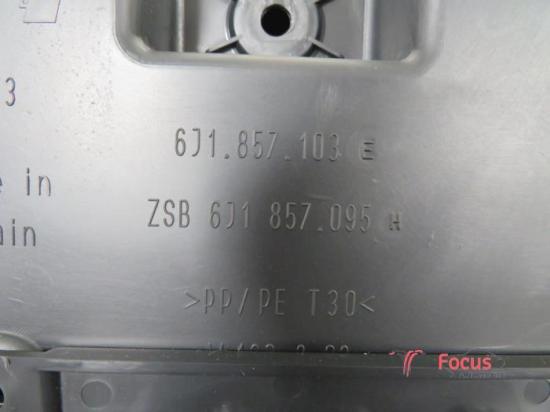 3
6J1.857.103 E
e in
ZSB 6J1 857.095 H
ain
>PP/PE T30<
Focus